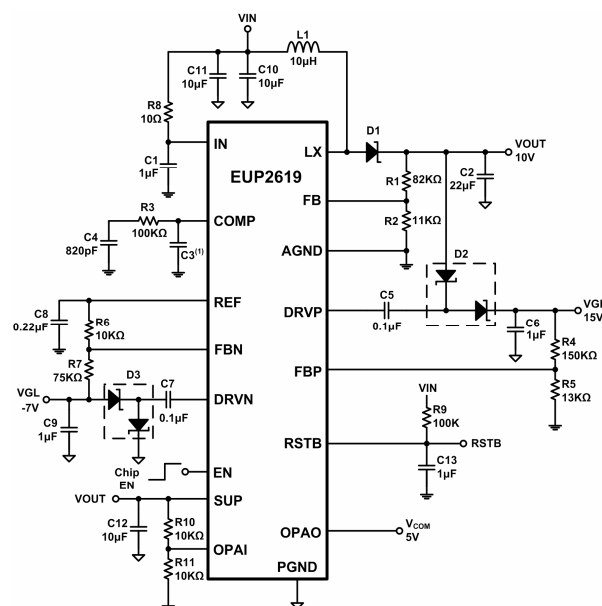 VIN
L1
10µH
C11
10µF
C10
10µF
R8
10Ω
C1
1µF
IN
EUP2619
LX
D1
VOUT
10V
R1
82KΩ
C2
22µF
FB
R2
11KΩ
AGND
COMP
R3
100KΩ
C4
820pF
C3(1)
D2
REF
C8
0.22µF
R6
10KΩ
DRVP
C5
0.1µF
VGH
15V
C6
1µF
R4
150KΩ
FBN
R7
75KΩ
FBP
R5
13KΩ
VGL
-7V
D3
C7
0.1µF
DRVN
C9
1µF
VIN
R9
100K
RSTB
RSTB
C13
1µF
Chip
EN
EN
VOUT
SUP
C12
10µF
R10
10KΩ
OPAI
R11
10KΩ
OPAO
VCOM
5V
PGND